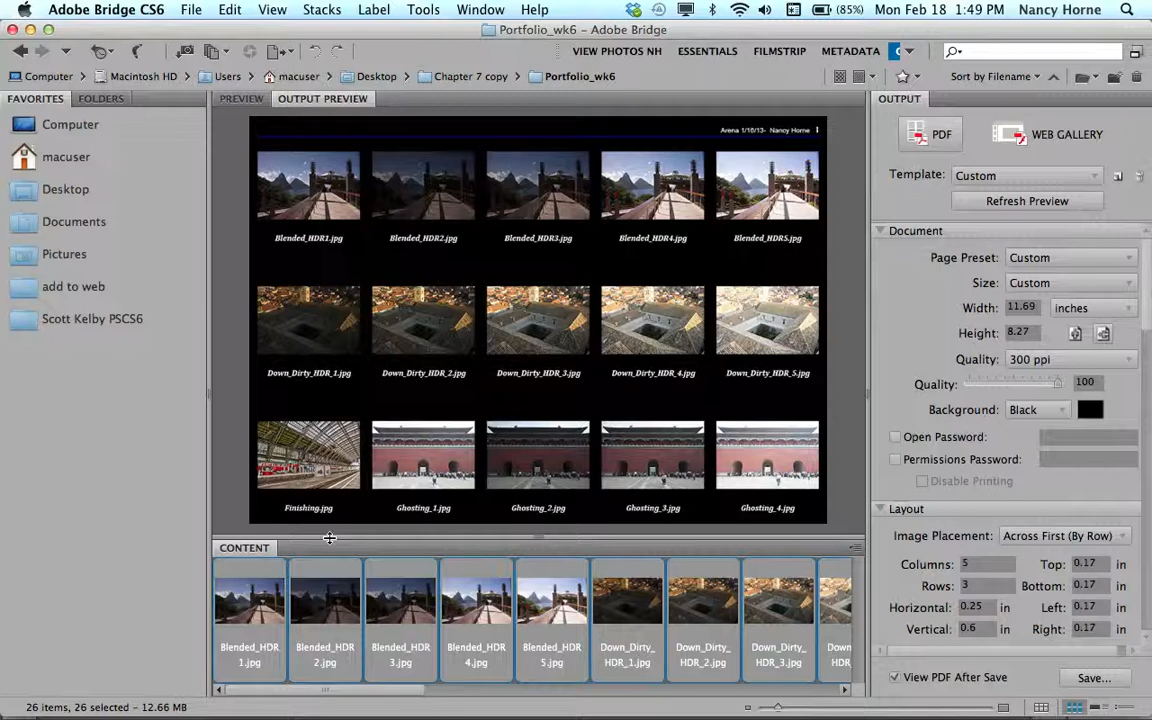 Adobe Bridge CS6 File Edit View Stacks Label Tools Window Help (85%) Mon Feb 18 1:49 PM Nancy Horne
Portfolio_wk6 – Adobe Bridge
VIEW PHOTOS NH ESSENTIALS FILMSTRIP METADATA
Computer Macintosh HD Users macuser Desktop Chapter 7 copy Portfolio_wk6 Sort by Filename
FAVORITES FOLDERS PREVIEW OUTPUT PREVIEW OUTPUT
Computer
macuser
Desktop
Documents
Pictures
add to web
Scott Kelby PSCS6
Arena 1/16/13- Nancy Horne
Blended_HDR1.jpg Blended_HDR2.jpg Blended_HDR3.jpg Blended_HDR4.jpg Blended_HDR5.jpg
Down_Dirty_HDR_1.jpg Down_Dirty_HDR_2.jpg Down_Dirty_HDR_3.jpg Down_Dirty_HDR_4.jpg Down_Dirty_HDR_5.jpg
Finishing.jpg Ghosting_1.jpg Ghosting_2.jpg Ghosting_3.jpg Ghosting_4.jpg
PDF WEB GALLERY
Template: Custom
Refresh Preview
Document
Page Preset: Custom
Size: Custom
Width: 11.69 inches
Height: 8.27
Quality: 300 ppi
Quality: 100
Background: Black
Open Password:
Permissions Password:
Disable Printing
Layout
Image Placement: Across First (By Row)
Columns: 5 Top: 0.17 in
Rows: 3 Bottom: 0.17 in
Horizontal: 0.25 in Left: 0.17 in
Vertical: 0.6 in Right: 0.17 in
View PDF After Save Save...
CONTENT
Blended_HDR Blended_HDR Blended_HDR Blended_HDR Blended_HDR Down_Dirty_ Down_Dirty_ Down_Dirty_ Down
1.jpg 2.jpg 3.jpg 4.jpg 5.jpg HDR_1.jpg HDR_2.jpg HDR_3.jpg HDR
26 items, 26 selected – 12.66 MB